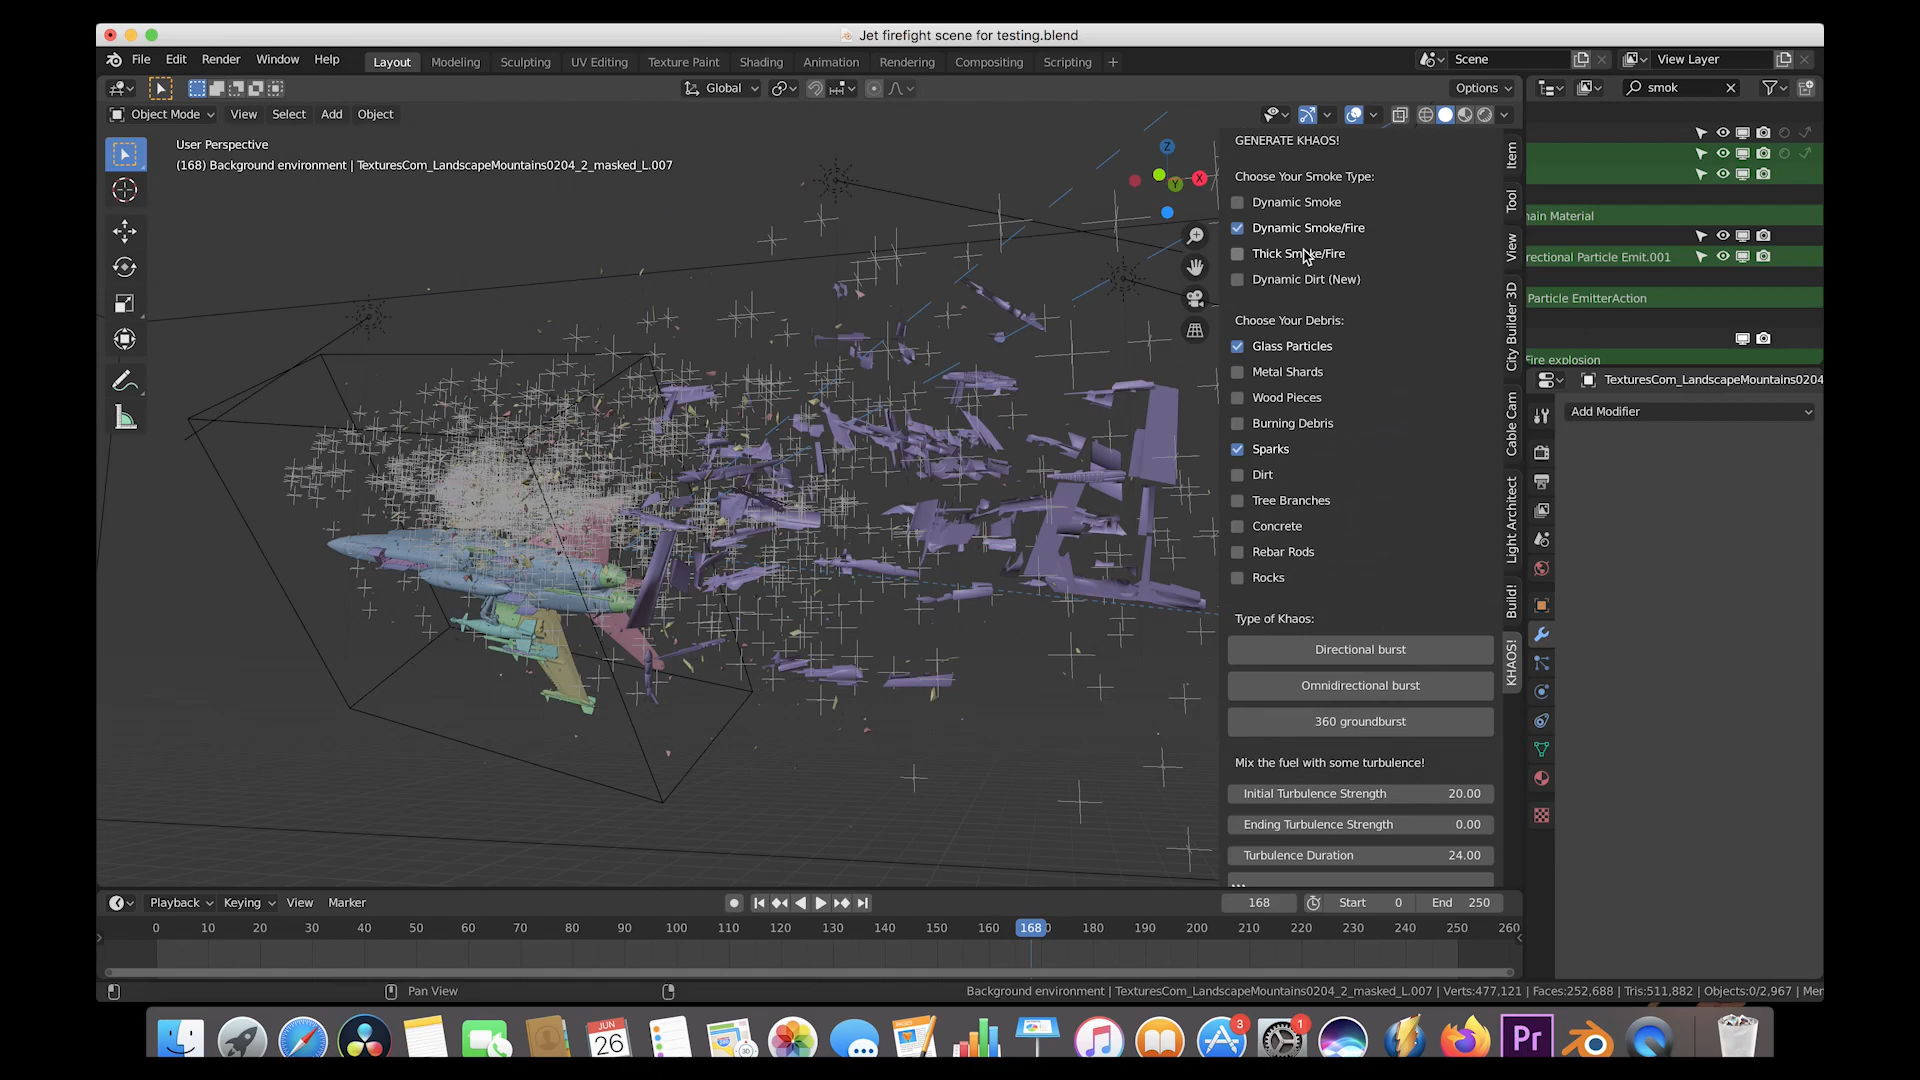 Jet firefight scene for testing.blend
File Edit Render Window Help
Layout Modeling Sculpting UV Editing Texture Paint Shading Animation Rendering Compositing Scripting +
Scene
View Layer
Global
Options
smok
Object Mode View Select Add Object
User Perspective
(168) Background environment | TexturesCom_LandscapeMountains0204_2_masked_L.007
Z
X
Y
GENERATE KHAOS!
Choose Your Smoke Type:
Dynamic Smoke
Dynamic Smoke/Fire
Thick Smoke/Fire
Dynamic Dirt (New)
Choose Your Debris:
Glass Particles
Metal Shards
Wood Pieces
Burning Debris
Sparks
Dirt
Tree Branches
Concrete
Rebar Rods
Rocks
Type of Khaos:
Directional burst
Omnidirectional burst
360 groundburst
Mix the fuel with some turbulence!
Initial Turbulence Strength 20.00
Ending Turbulence Strength 0.00
Turbulence Duration 24.00
Item
Tool
View
City Builder 3D
Cable Cam
Light Architect
Build!
KHAOS!
ain Material
rectional Particle Emit.001
Particle EmitterAction
Fire explosion
TexturesCom_LandscapeMountains0204
Add Modifier
Playback Keying View Marker
168 Start 0 End 250
0 10 20 30 40 50 60 70 80 90 100 110 120 130 140 150 160 168 180 190 200 210 220 230 240 250 260
Pan View
Background environment | TexturesCom_LandscapeMountains0204_2_masked_L.007 | Verts:477,121 | Faces:252,688 | Tris:511,882 | Objects:0/2,967 | Mer
JUN
26
3
1
Pr